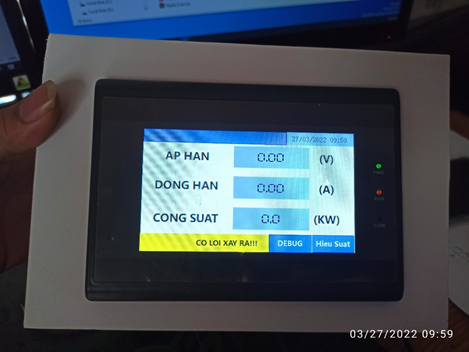 27/03/2022 09:59
AP HAN 0.00 (V)
DONG HAN 0.00 (A)
CONG SUAT 0.0 (KW)
CO LOI XAY RA!!! DEBUG Hieu Suat
03/27/2022 09:59